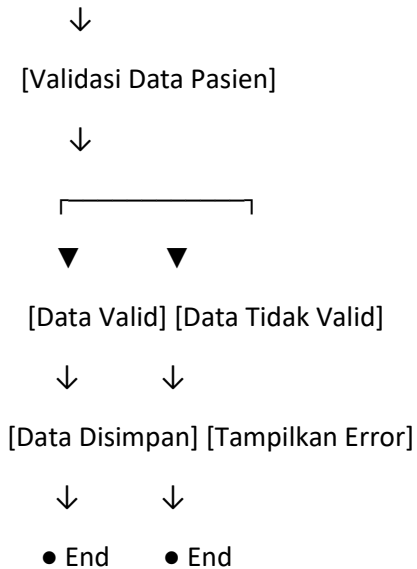 ↓
[Validasi Data Pasien]
↓
┌───────────────┐
▼ ▼
[Data Valid] [Data Tidak Valid]
↓ ↓
[Data Disimpan] [Tampilkan Error]
↓ ↓
● End ● End